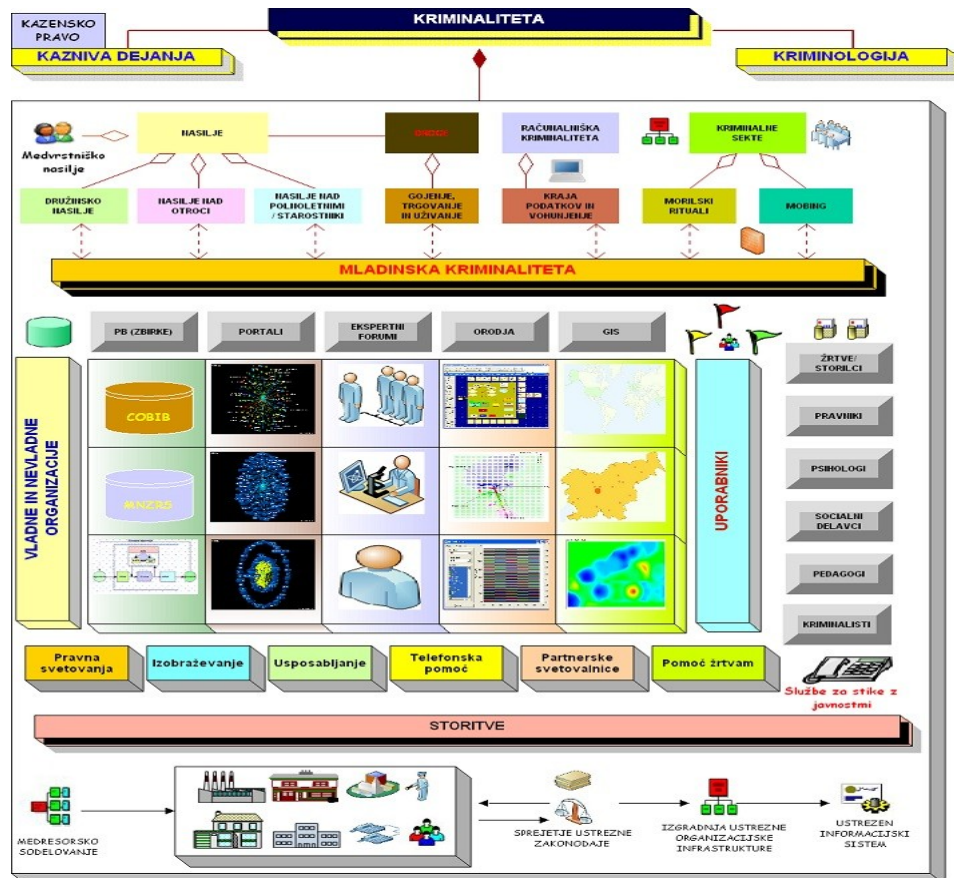 KRIMINALITETA
KAZENSKO
PRAVO
KAZNIVA DEJANJA
KRIMINOLOGIJA
NASILJE
DROGE
RAČUNALNIŠKA
KRIMINALITETA
KRIMINALNE
SEKTE
Medvrstniško
nasilje
DRUŽINSKO
NASILJE
NASILJE NAD
OTROCI
NASILJE NAD
POLNOLETNIMI
/ STAROSTNIKI
GOJENJE,
TRGOVANJE
IN UŽIVANJE
KRAJA
PODATKOV IN
VOHUNJENJE
MORILSKI
RITUALI
MOBING
MLADINSKA KRIMINALITETA
PB (ZBIRKE)
PORTALI
EKSPERTNI
FORUMI
ORODJA
GIS
VLADNE IN NEVLADNE
ORGANIZACIJE
COBIB
MNZRS
UPORABNIKI
ŽRTVE/
STORILCI
PRAVNIKI
PSIHOLOGI
SOCIALNI
DELAVCI
PEDAGOGI
KRIMINALISTI
Pravna
svetovanja
Izobraževanje
Usposabljanje
Telefonska
pomoč
Partnerske
svetovalnice
Pomoč žrtvam
Službe za stike z
javnostmi
STORITVE
MEDRESORSKO
SODELOVANJE
SPREJETJE USTREZNE
ZAKONODAJE
IZGRADNJA USTREZNE
ORGANIZACIJSKE
INFRASTRUKTURE
USTREZEN
INFORMACIJSKI
SISTEM